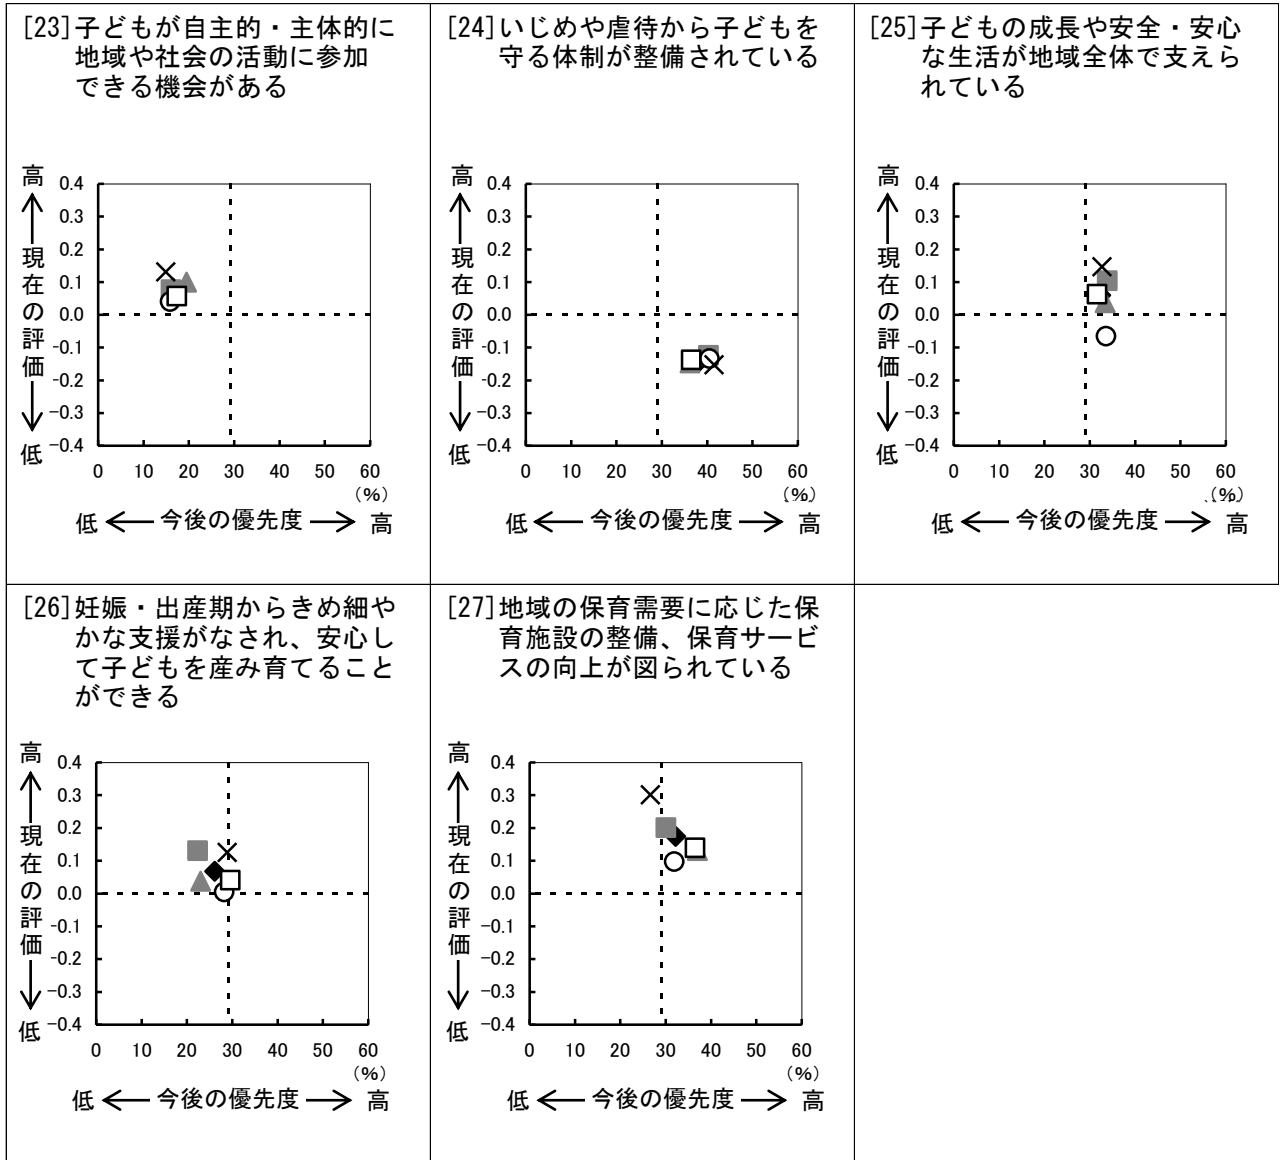 [23]子どもが自主的・主体的に
地域や社会の活動に参加
できる機会がある
高
現在の評価
低
0.4
0.3
0.2
0.1
0.0
-0.1
-0.2
-0.3
-0.4
0 10 20 30 40 50 60
(%)
低 今後の優先度 高
[24]いじめや虐待から子どもを
守る体制が整備されている
高
現在の評価
低
0.4
0.3
0.2
0.1
0.0
-0.1
-0.2
-0.3
-0.4
0 10 20 30 40 50 60
(%)
低 今後の優先度 高
[25]子どもの成長や安全・安心
な生活が地域全体で支えら
れている
高
現在の評価
低
0.4
0.3
0.2
0.1
0.0
-0.1
-0.2
-0.3
-0.4
0 10 20 30 40 50 60
(%)
低 今後の優先度 高
[26]妊娠・出産期からきめ細や
かな支援がなされ、安心し
て子どもを産み育てること
ができる
高
現在の評価
低
0.4
0.3
0.2
0.1
0.0
-0.1
-0.2
-0.3
-0.4
0 10 20 30 40 50 60
(%)
低 今後の優先度 高
[27]地域の保育需要に応じた保
育施設の整備、保育サービ
スの向上が図られている
高
現在の評価
低
0.4
0.3
0.2
0.1
0.0
-0.1
-0.2
-0.3
-0.4
0 10 20 30 40 50 60
(%)
低 今後の優先度 高